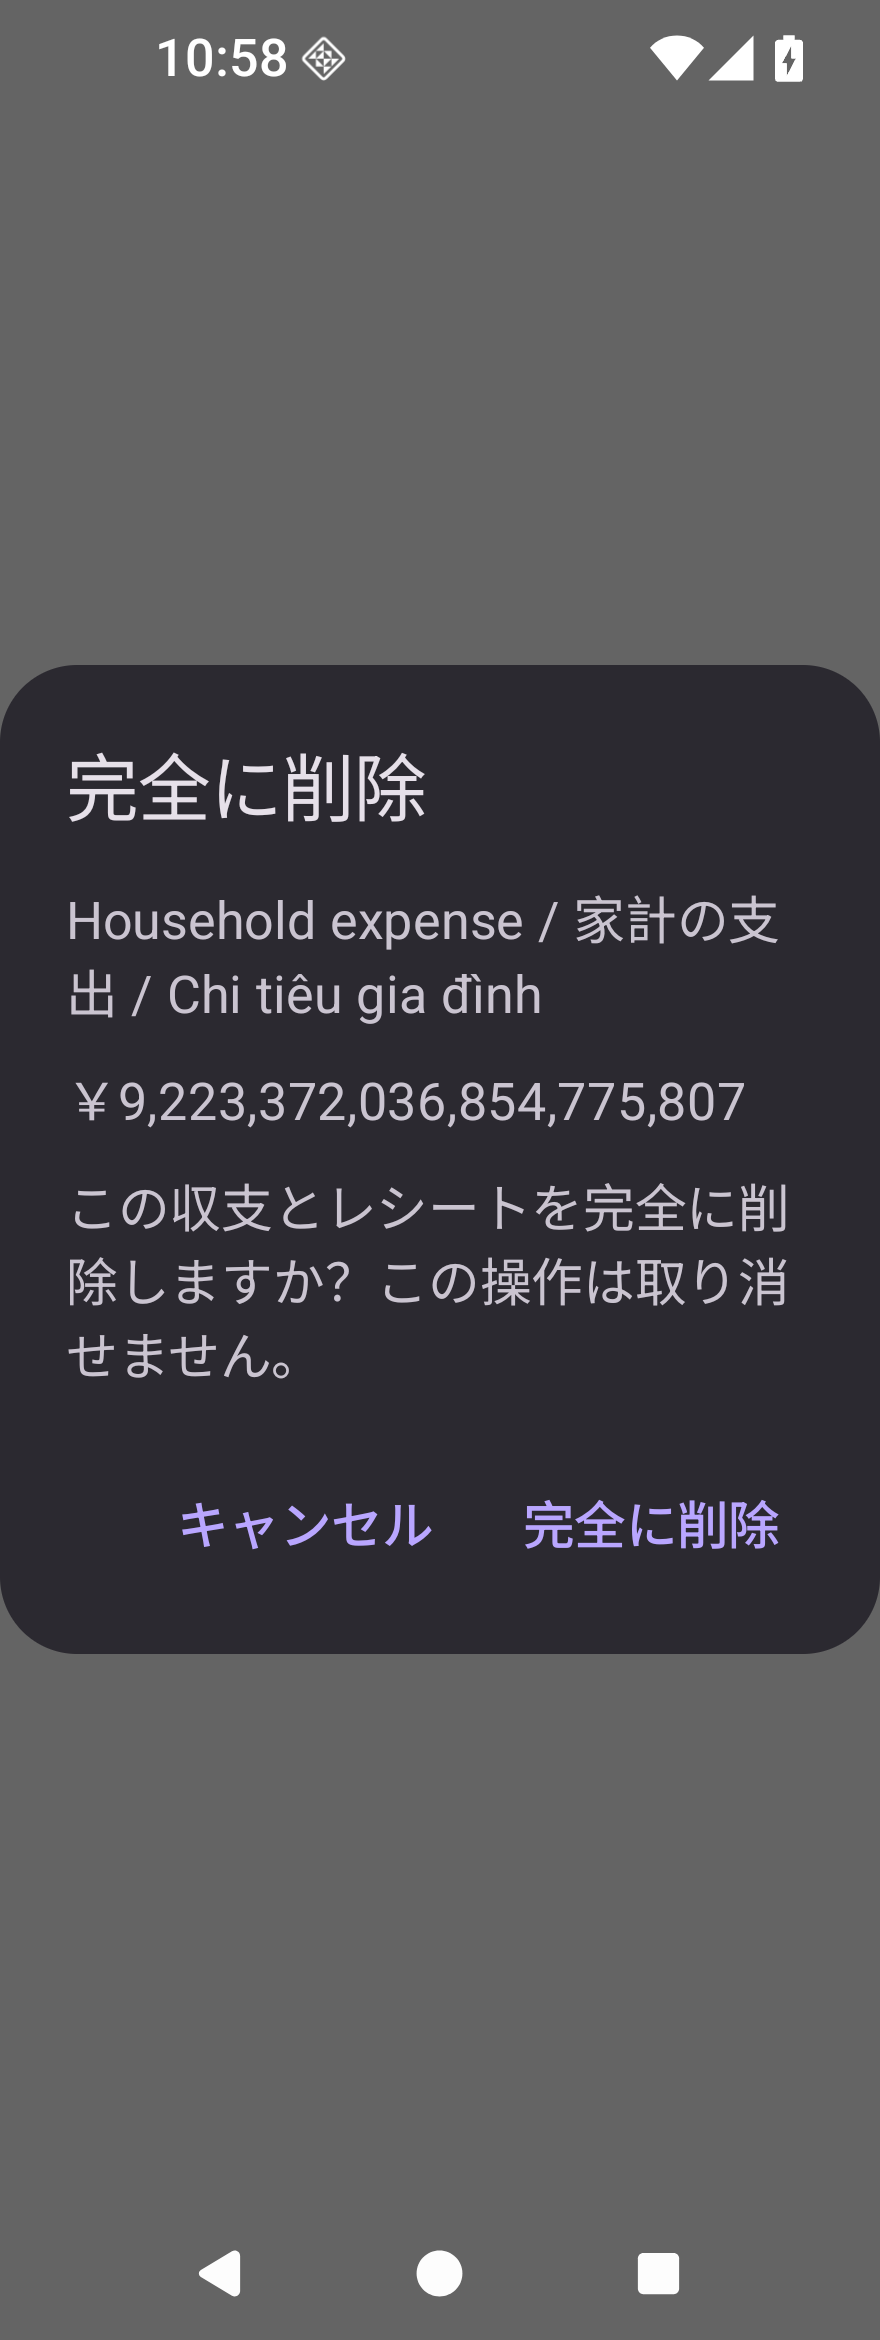 10:58
完全に削除
Household expense / 家計の支
出 / Chi tiêu gia đình
￥9,223,372,036,854,775,807
この収支とレシートを完全に削
除しますか？この操作は取り消
せません。
キャンセル 完全に削除